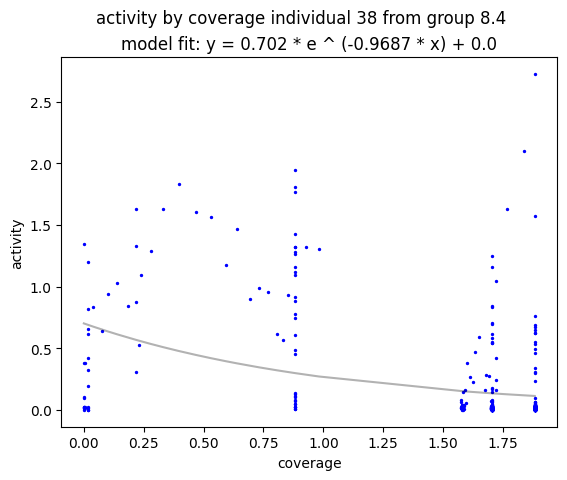 activity by coverage individual 38 from group 8.4
model fit: y = 0.702 * e ^ (-0.9687 * x) + 0.0
2.5
2.0
1.5
1.0
0.5
0.0
activity
0.00 0.25 0.50 0.75 1.00 1.25 1.50 1.75
coverage